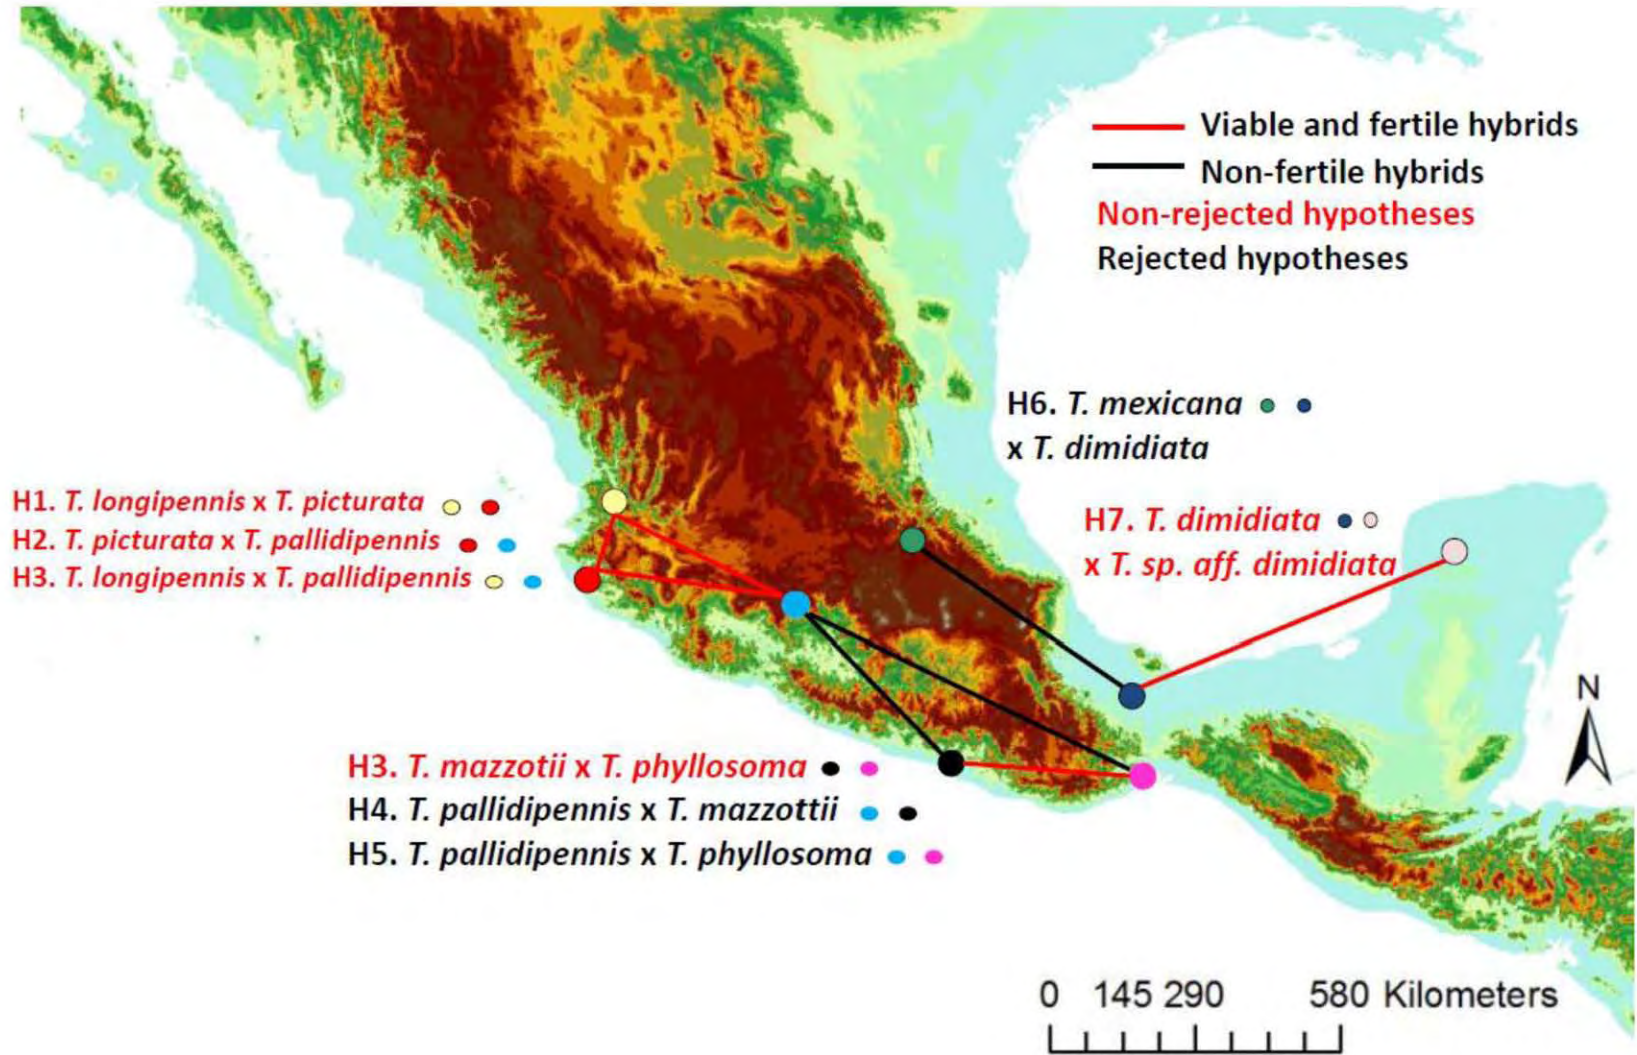 Viable and fertile hybrids
Non-fertile hybrids
Non-rejected hypotheses
Rejected hypotheses
H6. T. mexicana
x T. dimidiata
H1. T. longipennis x T. picturata
H2. T. picturata x T. pallidipennis
H3. T. longipennis x T. pallidipennis
H7. T. dimidiata
x T. sp. aff. dimidiata
N
H3. T. mazzotii x T. phyllosoma
H4. T. pallidipennis x T. mazzottii
H5. T. pallidipennis x T. phyllosoma
0 145 290 580 Kilometers